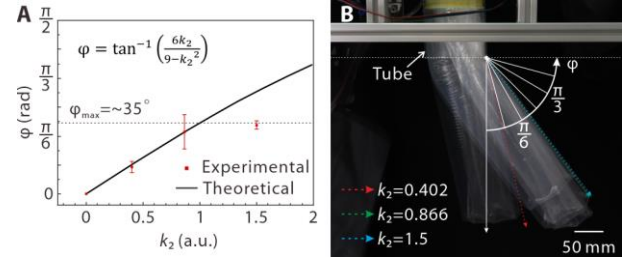 A
φ = tan⁻¹ (6k₂ / 9−k₂²)
φmax=~35°
Experimental
Theoretical
φ (rad)
π/2
π/3
π/6
0
0
0.5
1
1.5
2
k₂ (a.u.)
B
Tube
φ
π/3
π/6
k₂=0.402
k₂=0.866
k₂=1.5
50 mm